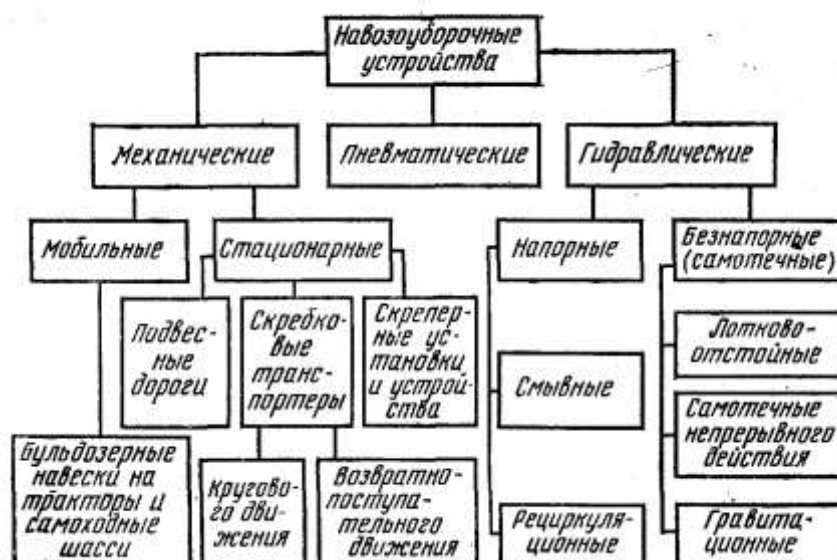 Навозоуборочные
устройства
Механические
Пневматические
Гидравлические
Мобильные
Стационарные
Напорные
Безнапорные
(самотечные)
Подвес-
ные
дороги
Скребко-
вые
транс-
портеры
Скрепер-
ные ус-
тановки
и устрой-
ства
Смывные
Лотково-
отстойные
Самотечные
непрерывного
действия
Бульдозерные
навески на
тракторы и
самоходные
шасси
Кругово-
го дви-
жения
Возвратно-
поступа-
тельного
движения
Рециркуля-
ционные
Гравита-
ционные